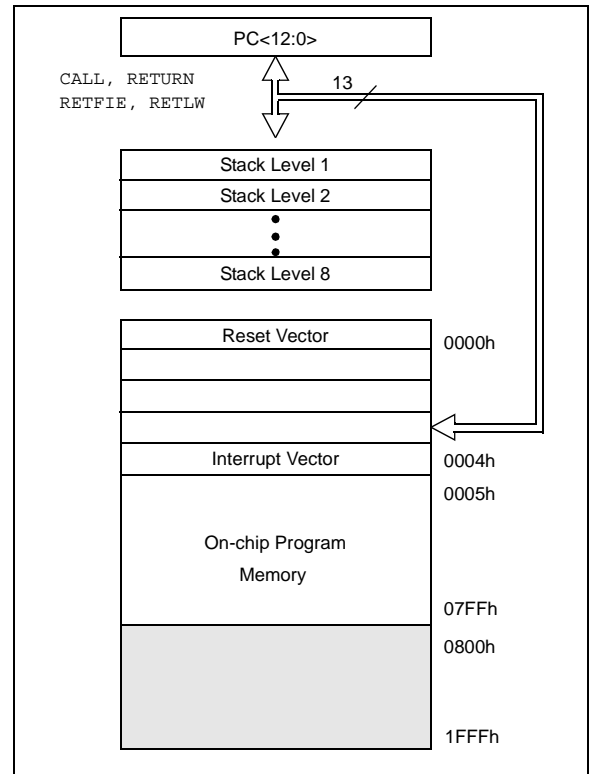 PC<12:0>
CALL, RETURN
RETFIE, RETLW
13
Stack Level 1
Stack Level 2
Stack Level 8
Reset Vector
0000h
Interrupt Vector
0004h
0005h
On-chip Program
Memory
07FFh
0800h
1FFFh